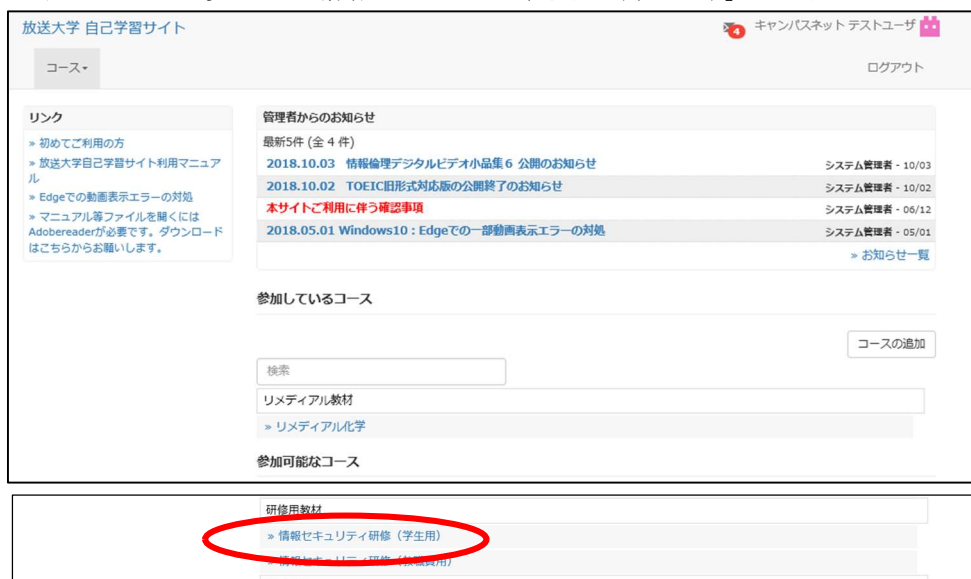 放送大学 自己学習サイト
4
キャンパスネット テストユーザ
コース
ログアウト
リンク
» 初めてご利用の方
» 放送大学自己学習サイト利用マニュア
ル
» Edgeでの動画表示エラーの対処
» マニュアル等ファイルを開くには
Adobereaderが必要です。ダウンロード
はこちらからお願いします。
管理者からのお知らせ
最新5件 (全 4 件)
2018.10.03 情報倫理デジタルビデオ小品集６ 公開のお知らせ システム管理者 - 10/03
2018.10.02 TOEIC旧形式対応版の公開終了のお知らせ システム管理者 - 10/02
本サイトご利用に伴う確認事項 システム管理者 - 06/12
2018.05.01 Windows10：Edgeでの一部動画表示エラーの対処 システム管理者 - 05/01
» お知らせ一覧
参加しているコース
コースの追加
検索
リメディアル教材
» リメディアル化学
参加可能なコース
研修用教材
» 情報セキュリティ研修（学生用）
» 情報セキュリティ研修（教職員用）